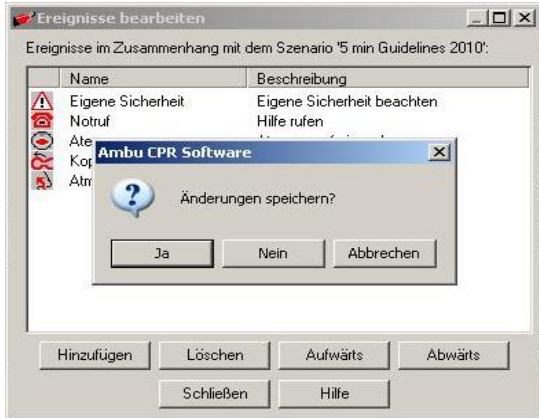 Ereignisse bearbeiten
Ereignisse im Zusammenhang mit dem Szenario '5 min Guidelines 2010':
Name Beschreibung
Eigene Sicherheit Eigene Sicherheit beachten
Notruf Hilfe rufen
Ambu CPR Software
Änderungen speichern?
Ja Nein Abbrechen
Hinzufügen Löschen Aufwärts Abwärts
Schließen Hilfe